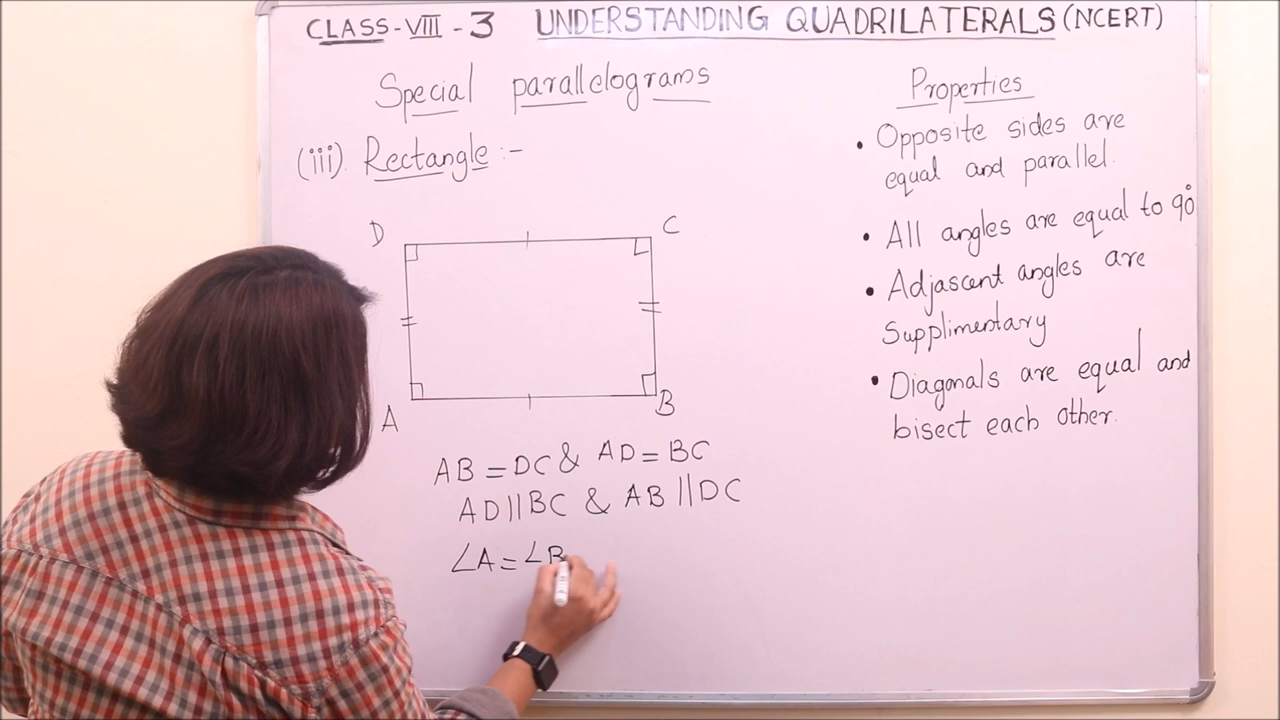 CLASS-VIII-3 UNDERSTANDING QUADRILATERALS (NCERT)
Special parallelograms
(iii). Rectangle :-
D
C
A
B
AB = DC & AD = BC
AD || BC & AB || DC
∠A = ∠B
Properties
• Opposite sides are
equal and parallel.
• All angles are equal to 90°
• Adjascent angles are
Supplimentary
• Diagonals are equal and
bisect each other.